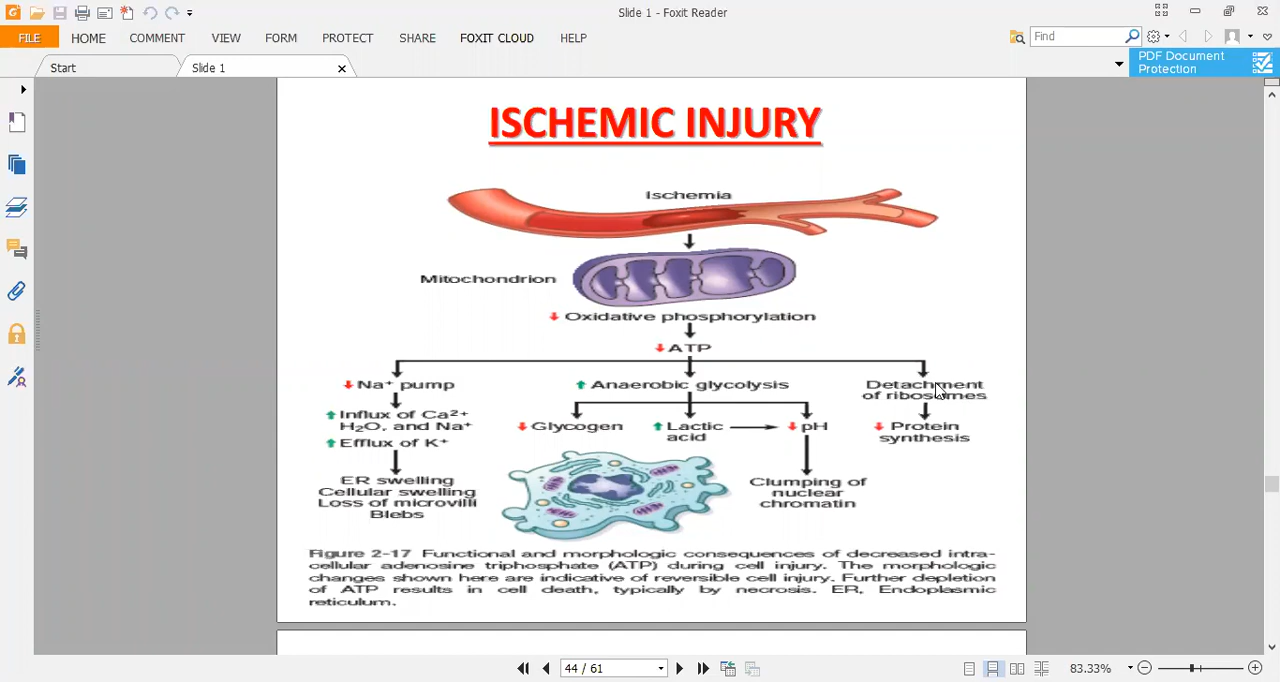 Slide 1 - Foxit Reader
FILE HOME COMMENT VIEW FORM PROTECT SHARE FOXIT CLOUD HELP
Find
Start
Slide 1
PDF Document
Protection
ISCHEMIC INJURY
Ischemia
Mitochondrion
Oxidative phosphorylation
ATP
Na+ pump
Influx of Ca2+
H2O, and Na+
Efflux of K+
ER swelling
Cellular swelling
Loss of microvilli
Blebs
Anaerobic glycolysis
Glycogen
Lactic
acid
pH
Clumping of
nuclear
chromatin
Detachment
of ribosomes
Protein
synthesis
Figure 2-17 Functional and morphologic consequences of decreased intra-
cellular adenosine triphosphate (ATP) during cell injury. The morphologic
changes shown here are indicative of reversible cell injury. Further depletion
of ATP results in cell death, typically by necrosis. ER, Endoplasmic
reticulum.
44 / 61
83.33%